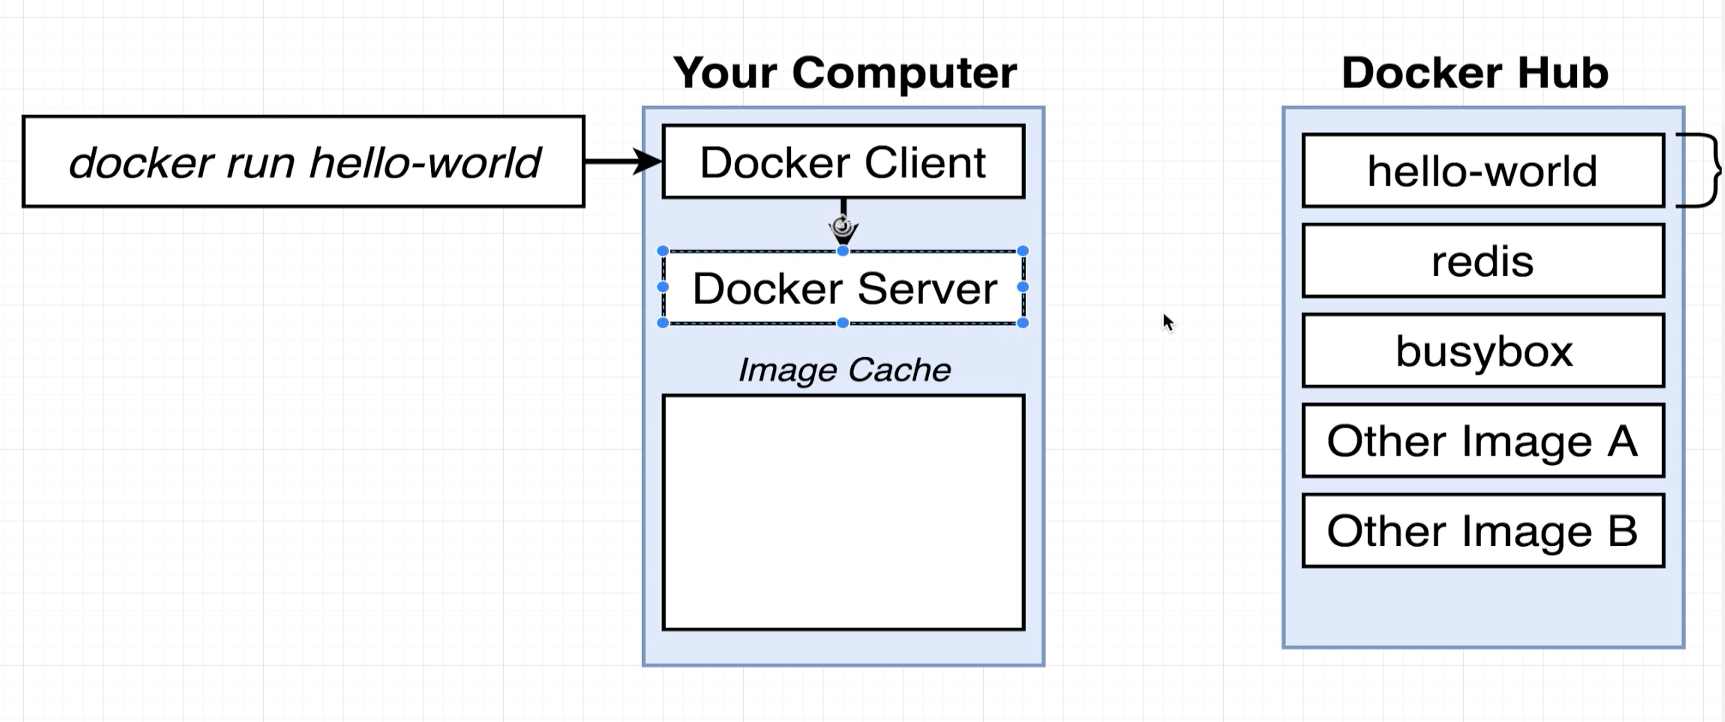 Your Computer
Docker Hub
docker run hello-world
Docker Client
Docker Server
Image Cache
hello-world
redis
busybox
Other Image A
Other Image B